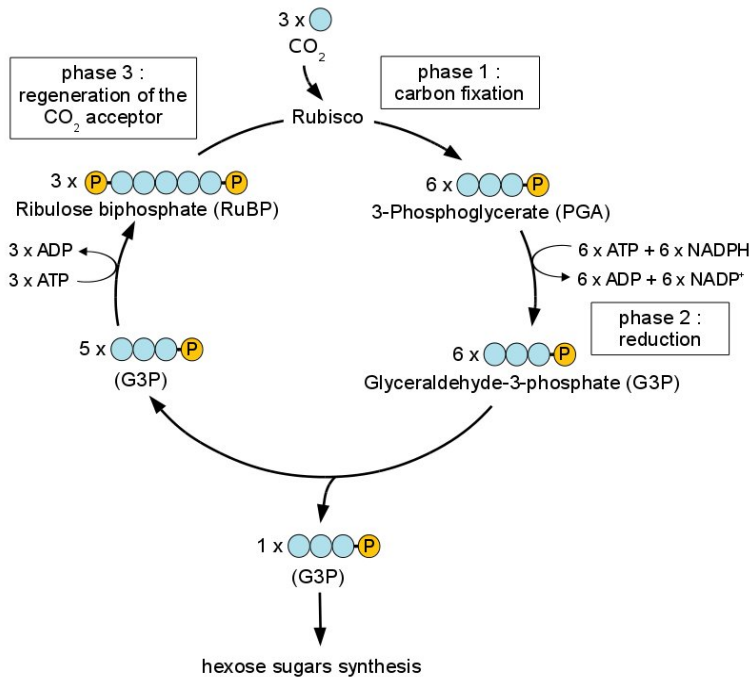 3 x
CO2
phase 3 :
regeneration of the
CO2 acceptor
phase 1 :
carbon fixation
Rubisco
3 x P P
Ribulose biphosphate (RuBP)
6 x P
3-Phosphoglycerate (PGA)
3 x ADP
3 x ATP
6 x ATP + 6 x NADPH
6 x ADP + 6 x NADP+
phase 2 :
reduction
5 x P
(G3P)
6 x P
Glyceraldehyde-3-phosphate (G3P)
1 x P
(G3P)
hexose sugars synthesis